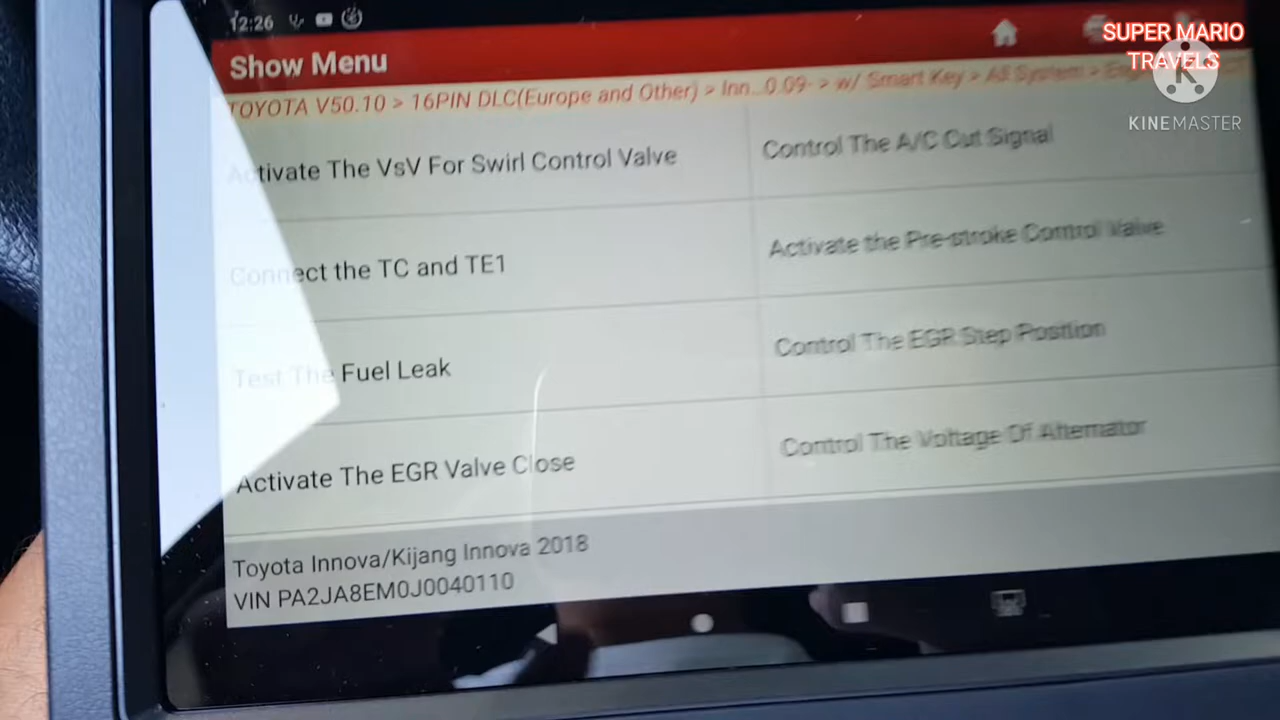 12:26
SUPER MARIO
TRAVELS
K
KINEMASTER
Show Menu
TOYOTA V50.10 > 16PIN DLC(Europe and Other) > Inn...0.09- > w/ Smart Key > All System >
Activate The VsV For Swirl Control Valve
Control The A/C Cut Signal
Connect the TC and TE1
Activate the Pre-stroke Control Valve
Test The Fuel Leak
Control The EGR Step Position
Activate The EGR Valve Close
Control The Voltage Of Alternator
Toyota Innova/Kijang Innova 2018
VIN PA2JA8EM0J0040110